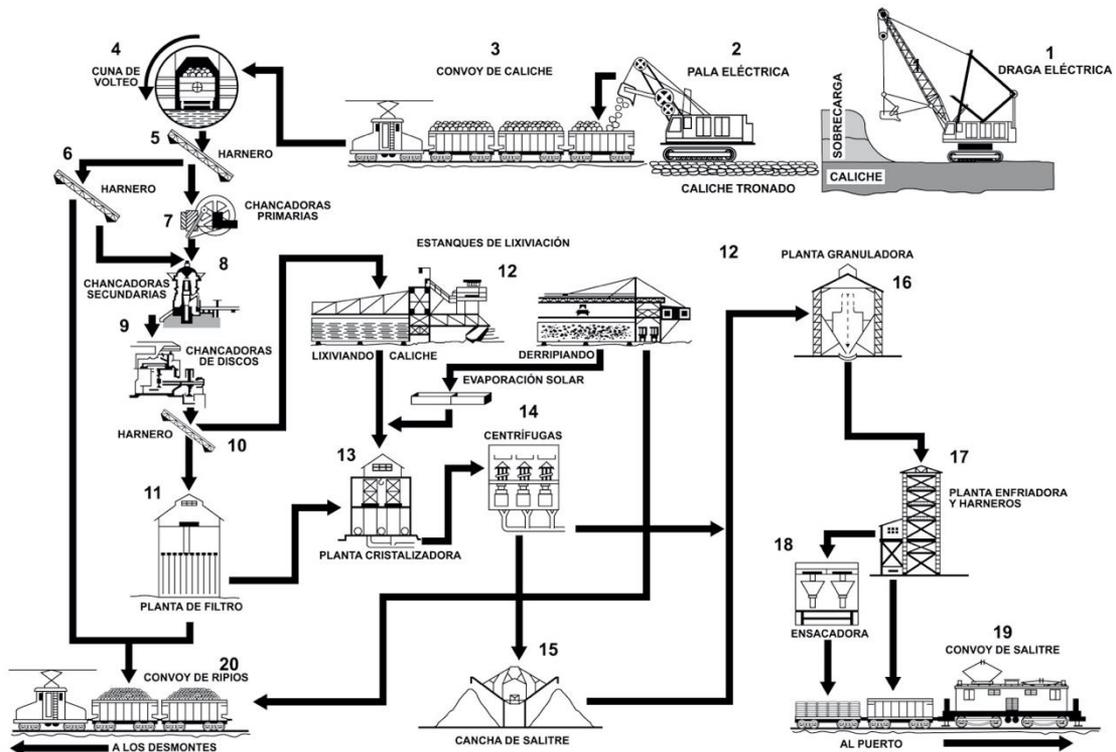 4
CUNA DE
VOLTEO
3
CONVOY DE CALICHE
2
PALA ELÉCTRICA
1
DRAGA ELÉCTRICA
SOBRECARGA
CALICHE
CALICHE TRONADO
5
HARNERO
6
HARNERO
7
CHANCADORAS
PRIMARIAS
8
CHANCADORAS
SECUNDARIAS
9
CHANCADORAS
DE DISCOS
HARNERO
10
ESTANQUES DE LIXIVIACIÓN
12
12
LIXIVIANDO CALICHE
DERRIPIANDO
EVAPORACIÓN SOLAR
PLANTA GRANULADORA
16
11
PLANTA DE FILTRO
13
PLANTA CRISTALIZADORA
14
CENTRÍFUGAS
17
PLANTA ENFRIADORA
Y HARNEROS
18
ENSACADORA
15
CANCHA DE SALITRE
19
CONVOY DE SALITRE
AL PUERTO
20
CONVOY DE RIPIOS
A LOS DESMONTES